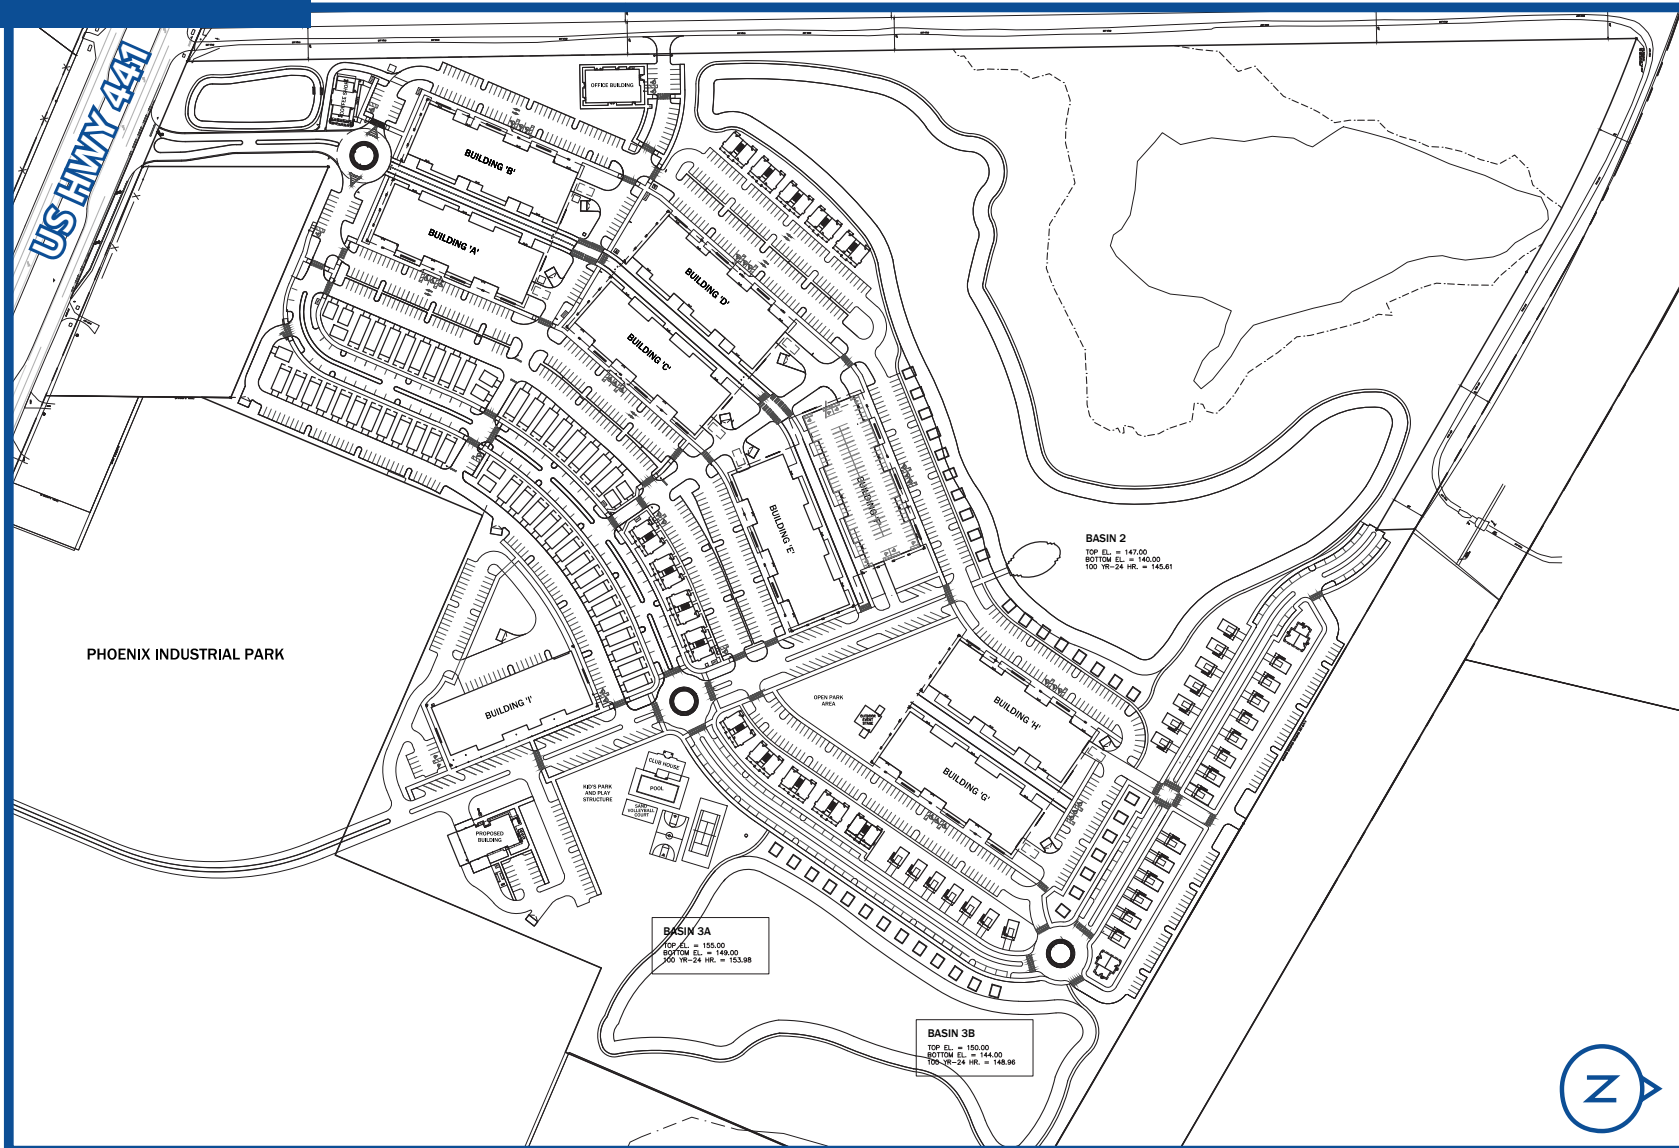 US HWY 441
OFFICE BUILDING
COFFEE SHOP
BUILDING 'B'
BUILDING 'A'
BUILDING 'D'
BUILDING 'C'
BUILDING 'E'
BASIN 2
TOP EL. = 147.00
BOTTOM EL. = 140.00
100 YR-24 HR. = 145.61
PHOENIX INDUSTRIAL PARK
OPEN PARK
AREA
BUILDING 'I'
BUILDING 'H'
BUILDING 'G'
CLUB HOUSE
POOL
SAND
VOLLEYBALL
COURT
KID'S PARK
AND PLAY
STRUCTURE
PROPOSED
BUILDING
BASIN 3A
TOP EL. = 155.00
BOTTOM EL. = 149.00
100 YR-24 HR. = 153.98
BASIN 3B
TOP EL. = 150.00
BOTTOM EL. = 144.00
100 YR-24 HR. = 148.96
Z